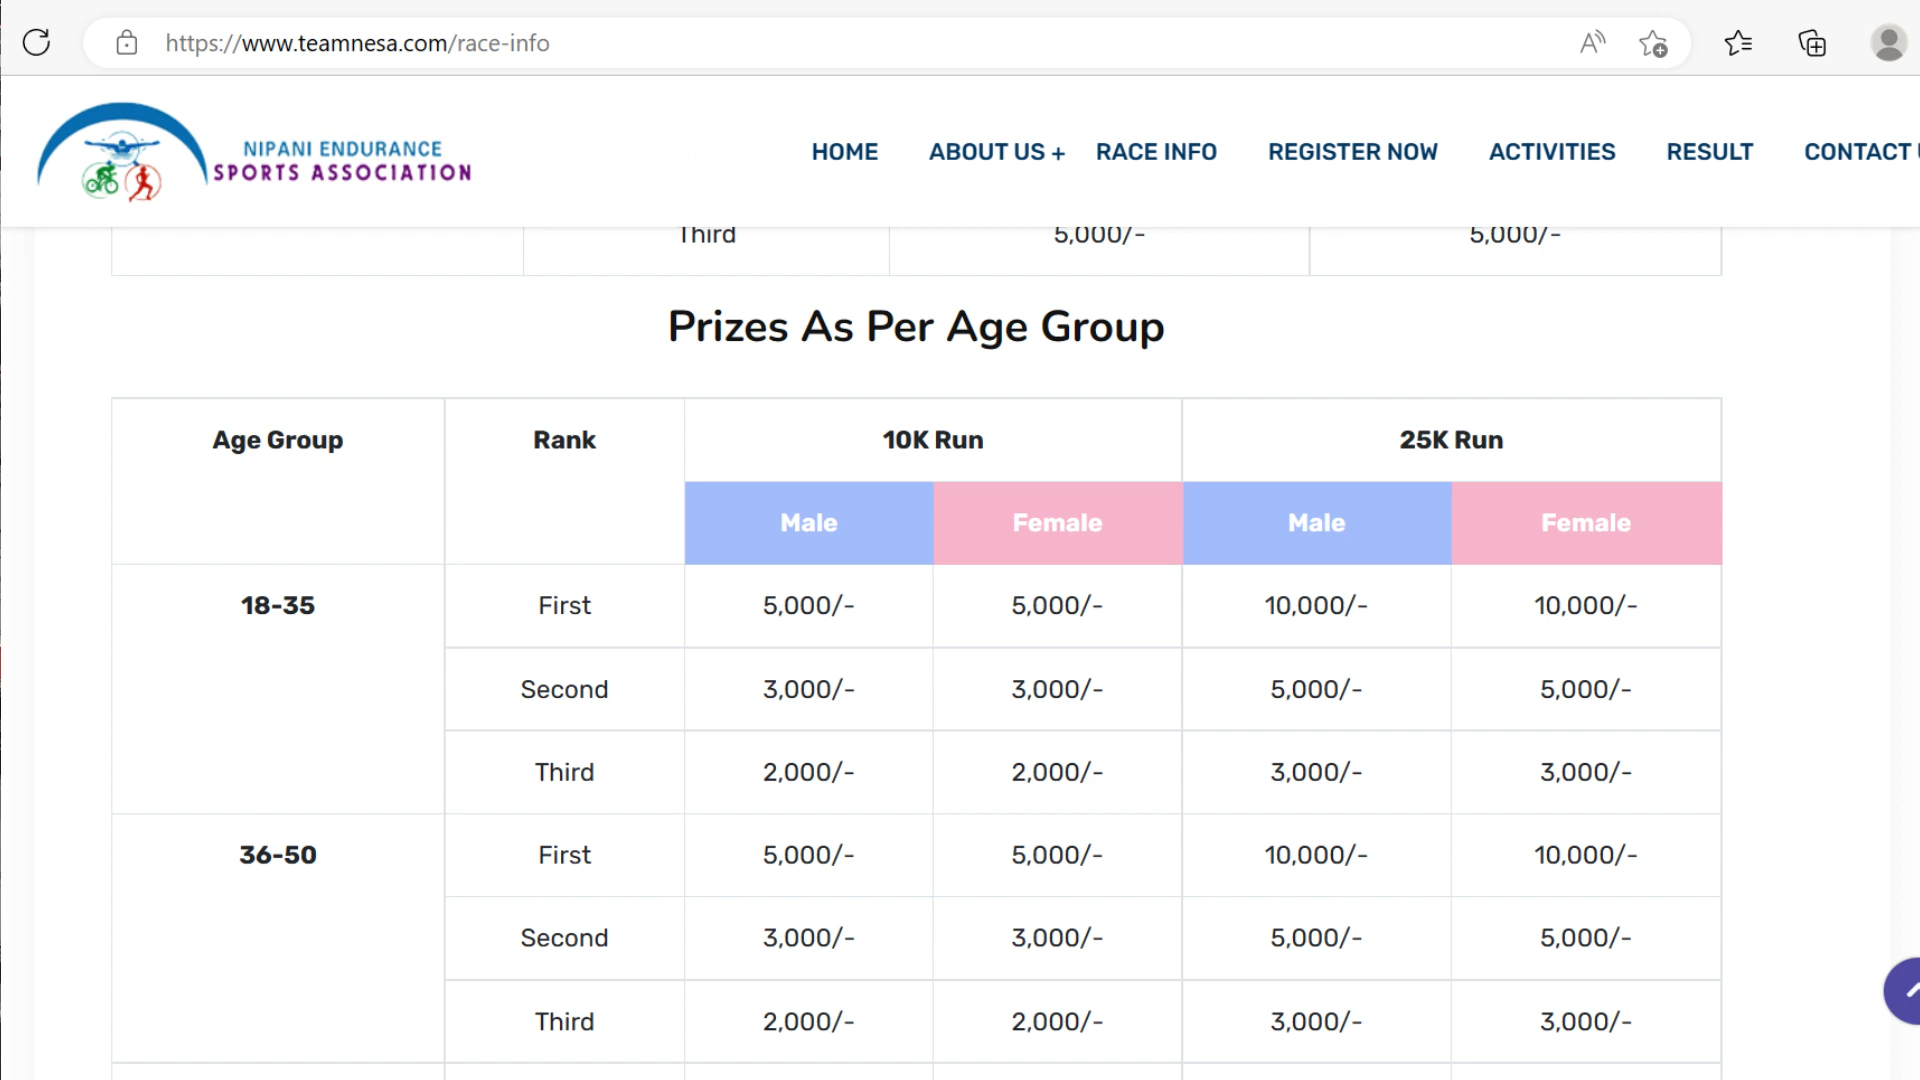 https://www.teamnesa.com/race-info
NIPANI ENDURANCE
SPORTS ASSOCIATION
HOME ABOUT US + RACE INFO REGISTER NOW ACTIVITIES RESULT CONTACT
Third 5,000/- 5,000/-
Prizes As Per Age Group
Age Group Rank 10K Run 25K Run
Male Female Male Female
18-35 First 5,000/- 5,000/- 10,000/- 10,000/-
Second 3,000/- 3,000/- 5,000/- 5,000/-
Third 2,000/- 2,000/- 3,000/- 3,000/-
36-50 First 5,000/- 5,000/- 10,000/- 10,000/-
Second 3,000/- 3,000/- 5,000/- 5,000/-
Third 2,000/- 2,000/- 3,000/- 3,000/-